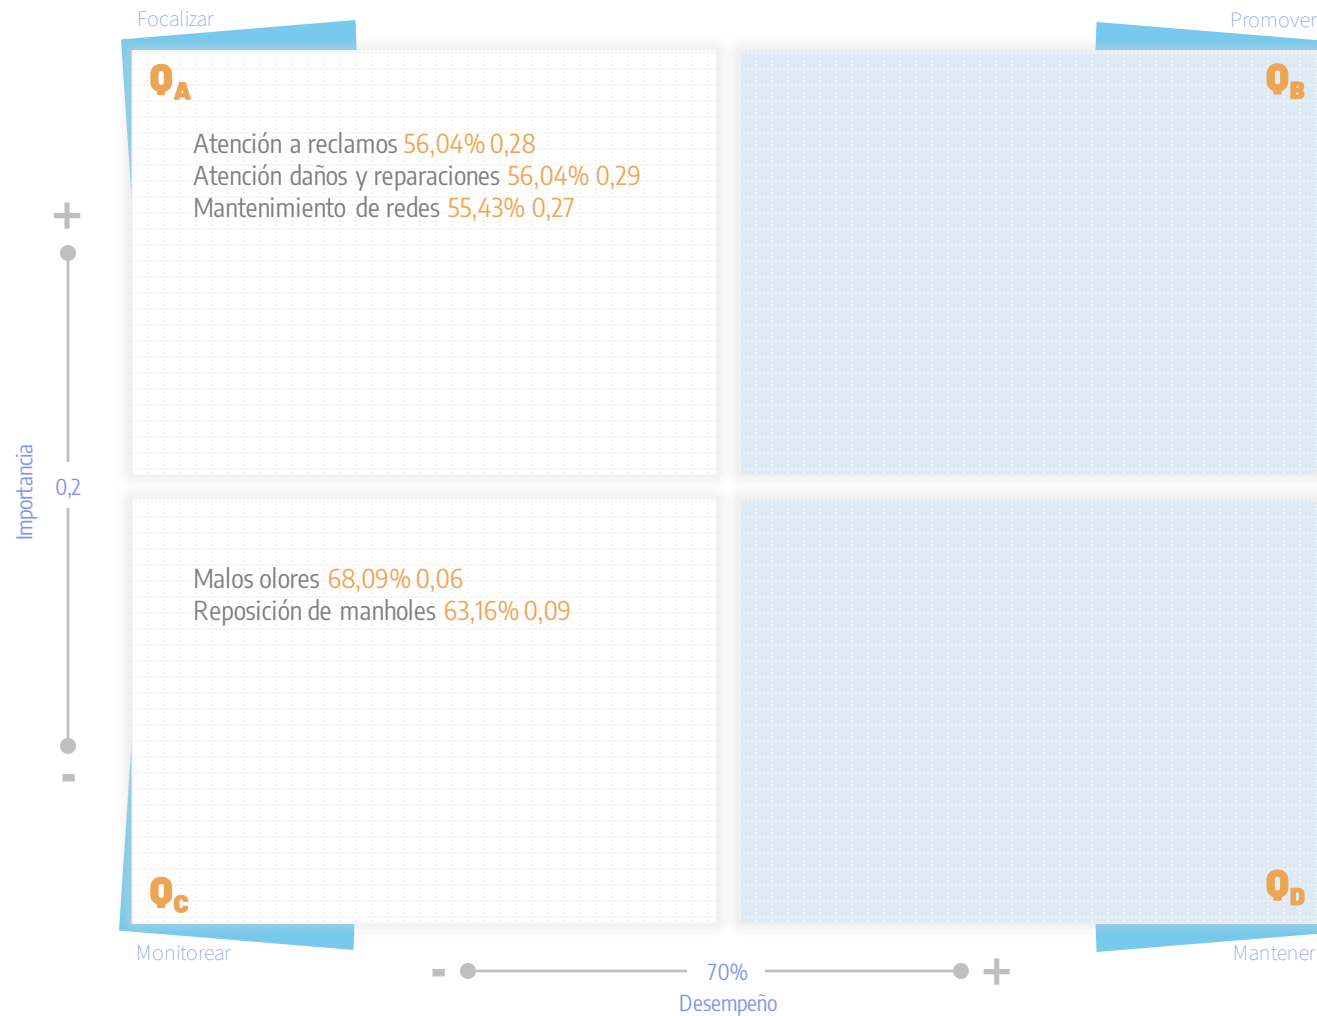 Focalizar
Promover
QA
QB
Atención a reclamos 56,04% 0,28
Atención daños y reparaciones 56,04% 0,29
Mantenimiento de redes 55,43% 0,27
+
Importancia
0,2
Malos olores 68,09% 0,06
Reposición de manholes 63,16% 0,09
-
QC
QD
Monitorear
Mantener
- 70% +
Desempeño